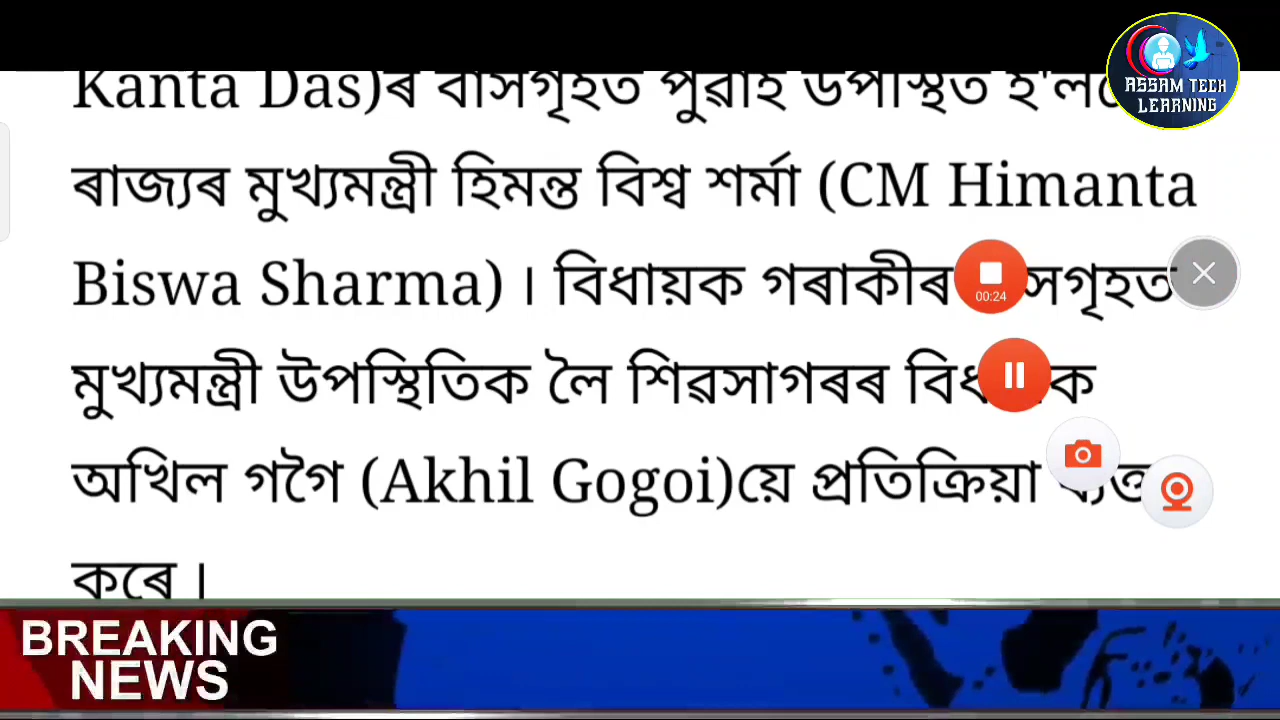 Kanta Das)ৰ বাসগৃহত পুৱাই উপস্থিত হ'ল
ৰাজ্যৰ মুখ্যমন্ত্ৰী হিমন্ত বিশ্ব শৰ্মা (CM Himanta
Biswa Sharma) । বিধায়ক গৰাকীৰ সগৃহত
মুখ্যমন্ত্ৰী উপস্থিতিক লৈ শিৱসাগৰৰ
অখিল গগৈ (Akhil Gogoi)য়ে প্ৰতিক্ৰিয়া
কৰে ।
ASSAM TECH
LEARNING
00:24
BREAKING
NEWS